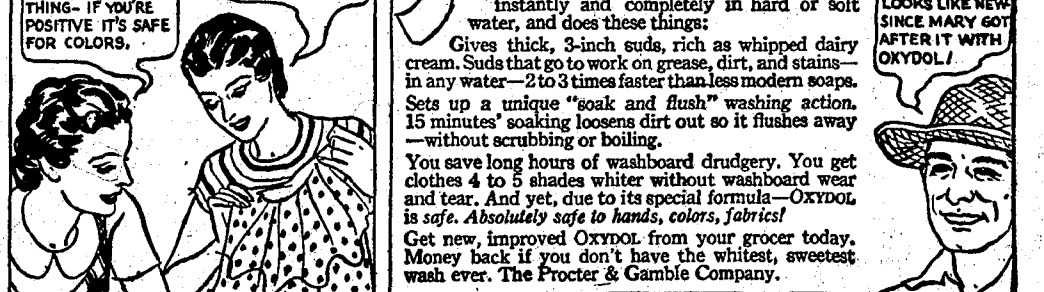 THING- IF YOU'RE
POSITIVE IT'S SAFE
FOR COLORS.
instantly and completely in hard or soft
water, and does these things:
Gives thick, 3-inch suds, rich as whipped dairy
cream. Suds that go to work on grease, dirt, and stains—
in any water—2 to 3 times faster than less modern soaps.
Sets up a unique "soak and flush" washing action.
15 minutes' soaking loosens dirt out so it flushes away
—without scrubbing or boiling.
You save long hours of washboard drudgery. You get
clothes 4 to 5 shades whiter without washboard wear
and tear. And yet, due to its special formula—OXYDOL
is safe. Absolutely safe to hands, colors, fabrics!
Get new, improved OXYDOL from your grocer today.
Money back if you don't have the whitest, sweetest
wash ever. The Procter & Gamble Company.
LOOKS LIKE NEW
SINCE MARY GOT
AFTER IT WITH
OXYDOL!